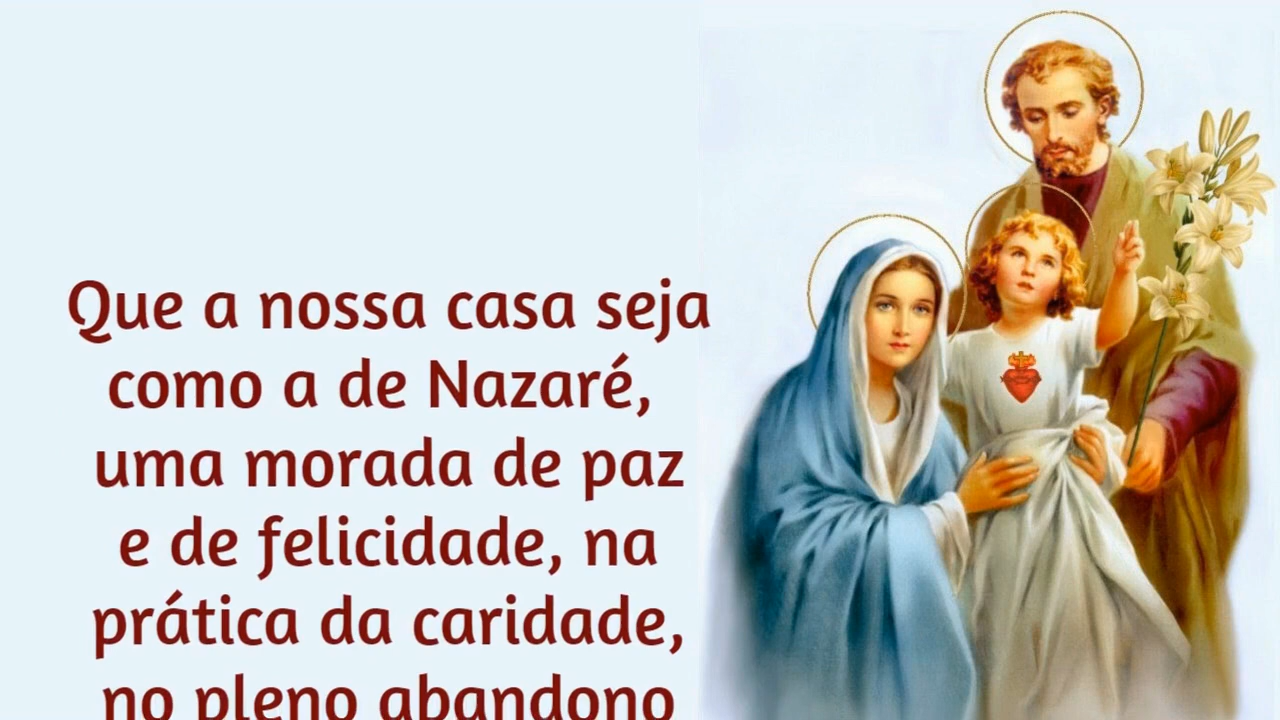 Que a nossa casa seja
como a de Nazaré,
uma morada de paz
e de felicidade, na
prática da caridade,
no pleno abandono